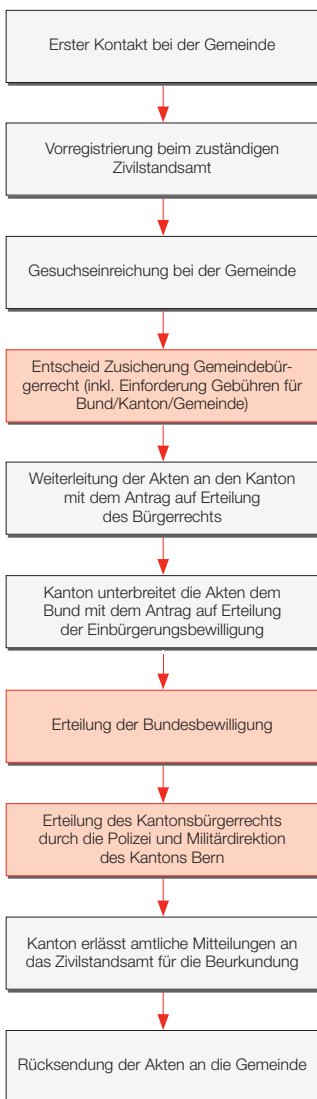 Erster Kontakt bei der Gemeinde
Vorregistrierung beim zuständigen
Zivilstandsamt
Gesuchseinreichung bei der Gemeinde
Entscheid Zusicherung Gemeindebür-
gerrecht (inkl. Einforderung Gebühren für
Bund/Kanton/Gemeinde)
Weiterleitung der Akten an den Kanton
mit dem Antrag auf Erteilung
des Bürgerrechts
Kanton unterbreitet die Akten dem
Bund mit dem Antrag auf Erteilung
der Einbürgerungsbewilligung
Erteilung der Bundesbewilligung
Erteilung des Kantonsbürgerrechts
durch die Polizei und Militärdirektion
des Kantons Bern
Kanton erlässt amtliche Mitteilungen an
das Zivilstandsamt für die Beurkundung
Rücksendung der Akten an die Gemeinde